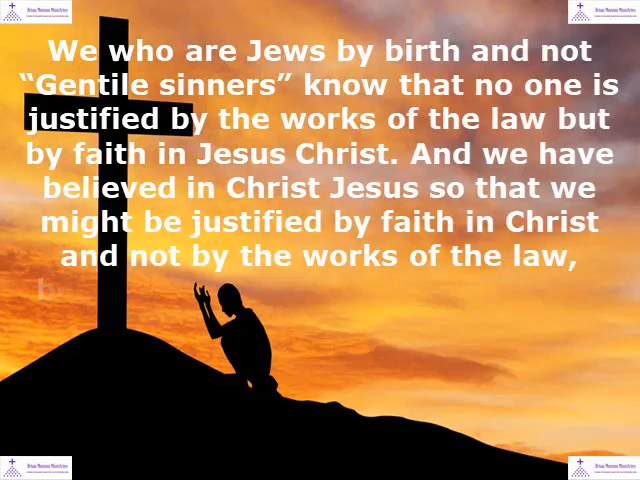 We who are Jews by birth and not
“Gentile sinners” know that no one is
justified by the works of the law but
by faith in Jesus Christ. And we have
believed in Christ Jesus so that we
might be justified by faith in Christ
and not by the works of the law,